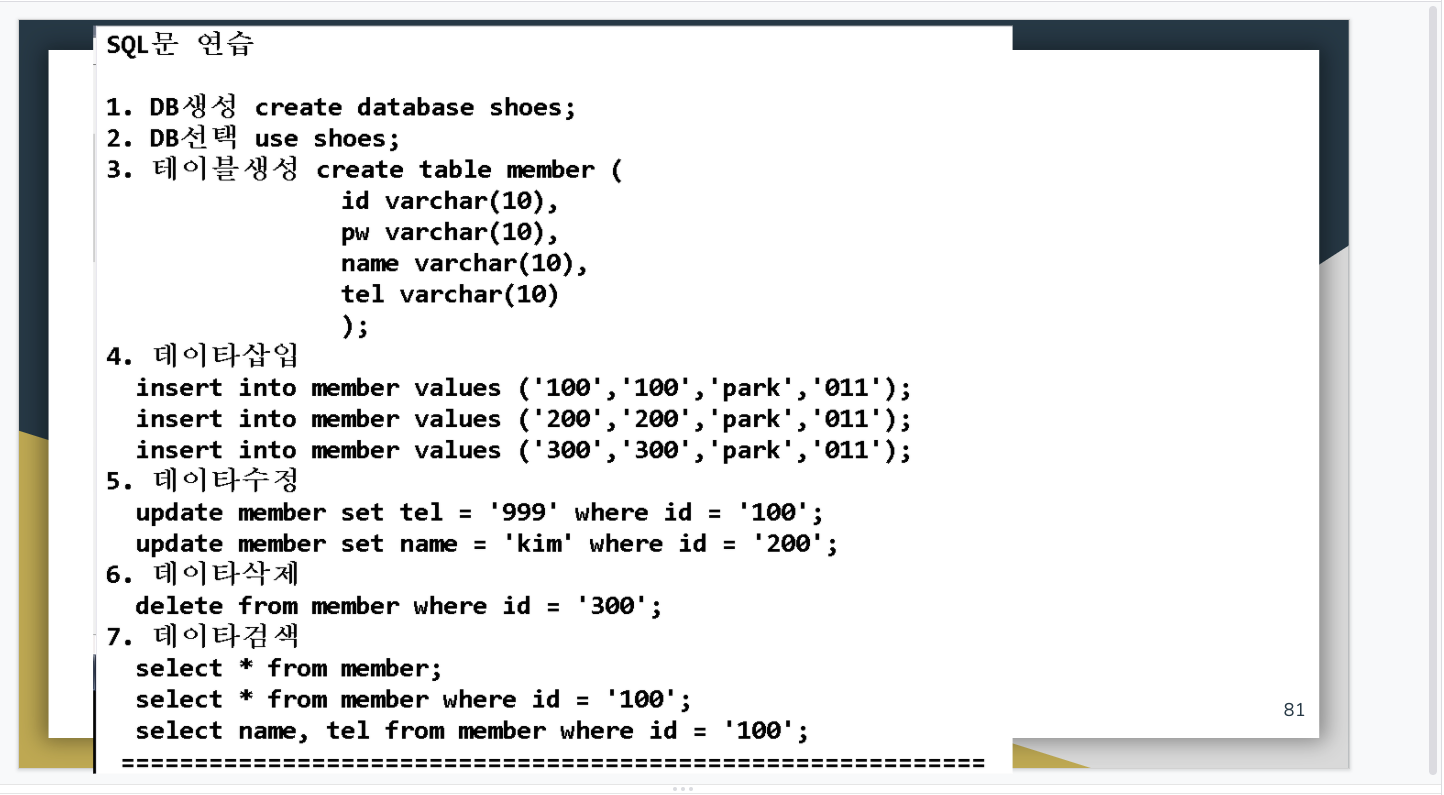 SQL문 연습
1. DB생성 create database shoes;
2. DB선택 use shoes;
3. 테이블생성 create table member (
id varchar(10),
pw varchar(10),
name varchar(10),
tel varchar(10)
);
4. 데이타삽입
insert into member values ('100','100','park','011');
insert into member values ('200','200','park','011');
insert into member values ('300','300','park','011');
5. 데이타수정
update member set tel = '999' where id = '100';
update member set name = 'kim' where id = '200';
6. 데이타삭제
delete from member where id = '300';
7. 데이타검색
select * from member;
select * from member where id = '100';
select name, tel from member where id = '100';
===========================================================
81